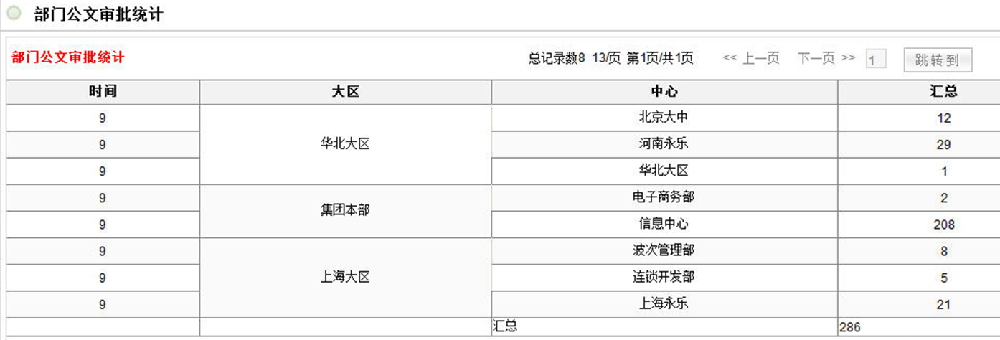 部门公文审批统计
部门公文审批统计 总记录数8 13/页 第1页/共1页 << 上一页 下一页 >> 1 跳转到
时间 大区 中心 汇总
9 华北大区 北京大中 12
9 河南永乐 29
9 华北大区 1
9 集团本部 电子商务部 2
9 信息中心 208
9 上海大区 波次管理部 8
9 连锁开发部 5
9 上海永乐 21
汇总 286